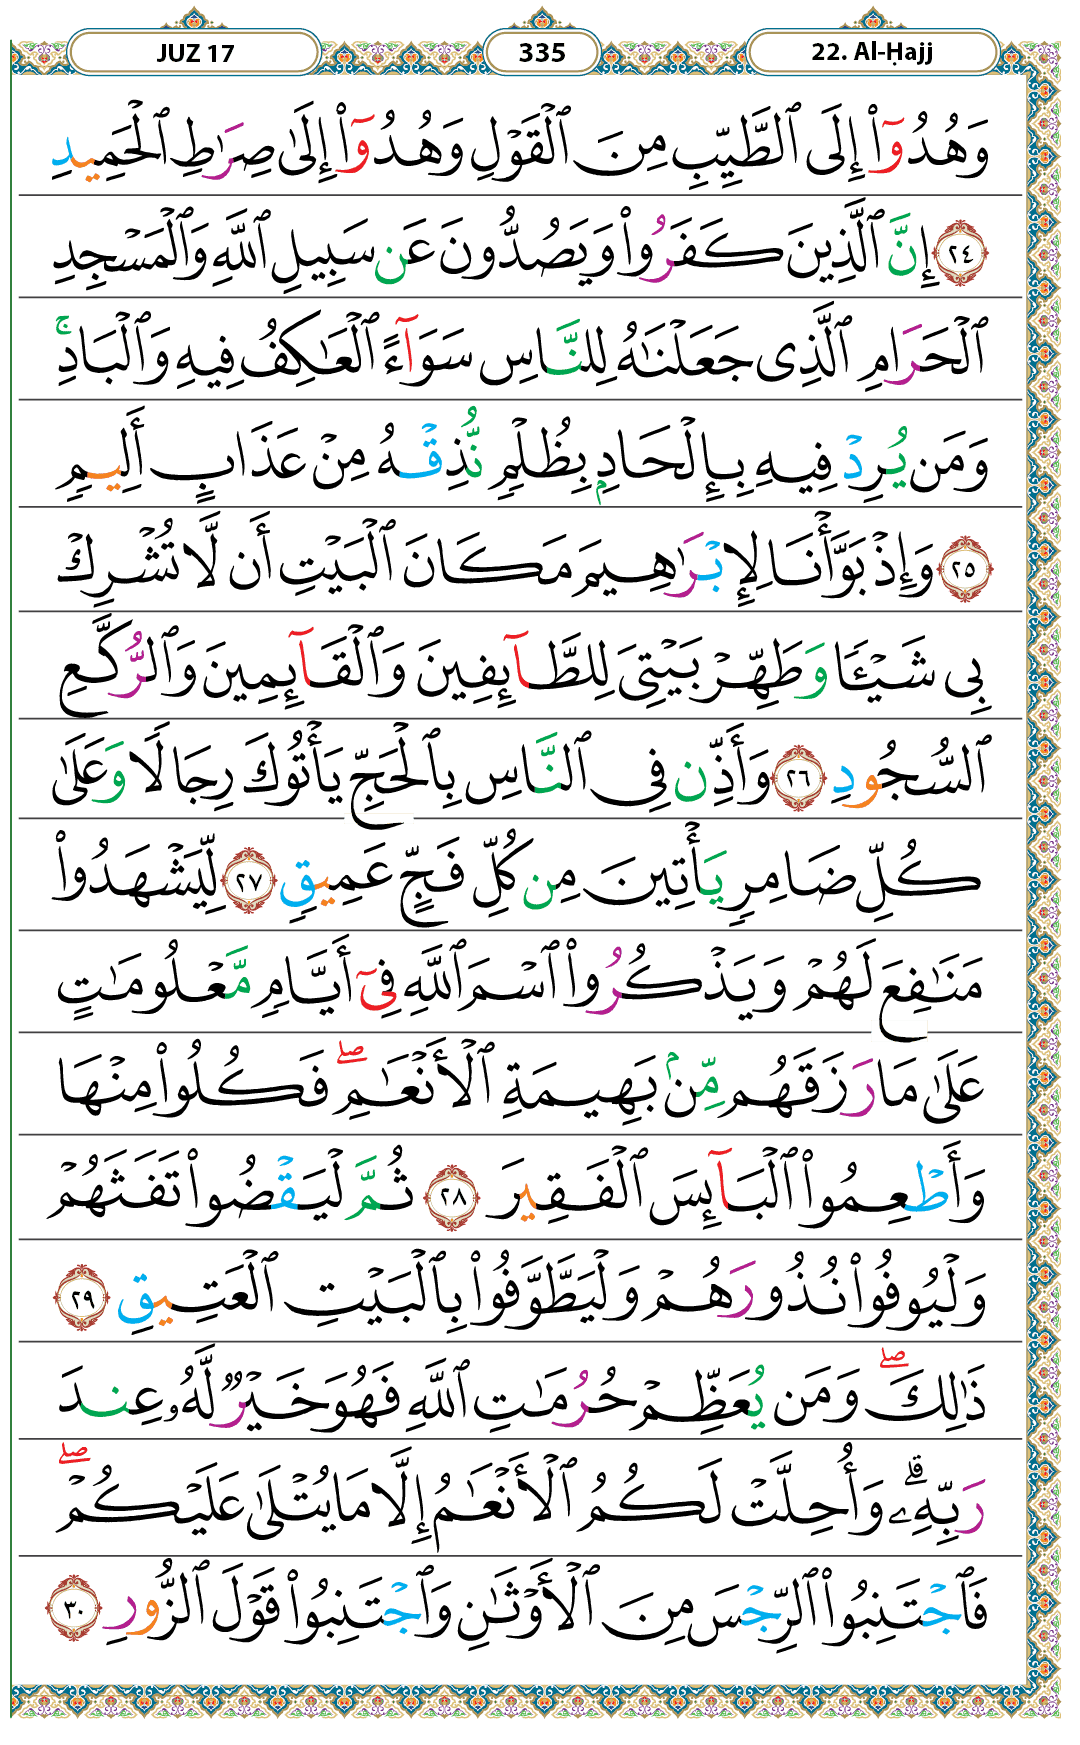 JUZ 17
335
22. Al-Ḥajj
وَهُدُوٓا۟ إِلَى ٱلطَّيِّبِ مِنَ ٱلْقَوْلِ وَهُدُوٓا۟ إِلَىٰ صِرَٰطِ ٱلْحَمِيدِ
٢٤ إِنَّ ٱلَّذِينَ كَفَرُوا۟ وَيَصُدُّونَ عَن سَبِيلِ ٱللَّهِ وَٱلْمَسْجِدِ
ٱلْحَرَامِ ٱلَّذِى جَعَلْنَٰهُ لِلنَّاسِ سَوَآءً ٱلْعَٰكِفُ فِيهِ وَٱلْبَادِ ۚ
وَمَن يُرِدْ فِيهِ بِإِلْحَادٍۭ بِظُلْمٍ نُّذِقْهُ مِنْ عَذَابٍ أَلِيمٍ
٢٥ وَإِذْ بَوَّأْنَا لِإِبْرَٰهِيمَ مَكَانَ ٱلْبَيْتِ أَن لَّا تُشْرِكْ
بِى شَيْـًٔا وَطَهِّرْ بَيْتِىَ لِلطَّآئِفِينَ وَٱلْقَآئِمِينَ وَٱلرُّكَّعِ
ٱلسُّجُودِ ٢٦ وَأَذِّن فِى ٱلنَّاسِ بِٱلْحَجِّ يَأْتُوكَ رِجَالًا وَعَلَىٰ
كُلِّ ضَامِرٍ يَأْتِينَ مِن كُلِّ فَجٍّ عَمِيقٍ ٢٧ لِّيَشْهَدُوا۟
مَنَٰفِعَ لَهُمْ وَيَذْكُرُوا۟ ٱسْمَ ٱللَّهِ فِىٓ أَيَّامٍ مَّعْلُومَٰتٍ
عَلَىٰ مَا رَزَقَهُم مِّنۢ بَهِيمَةِ ٱلْأَنْعَٰمِ ۖ فَكُلُوا۟ مِنْهَا
وَأَطْعِمُوا۟ ٱلْبَآئِسَ ٱلْفَقِيرَ ٢٨ ثُمَّ لْيَقْضُوا۟ تَفَثَهُمْ
وَلْيُوفُوا۟ نُذُورَهُمْ وَلْيَطَّوَّفُوا۟ بِٱلْبَيْتِ ٱلْعَتِيقِ ٢٩
ذَٰلِكَ ۖ وَمَن يُعَظِّمْ حُرُمَٰتِ ٱللَّهِ فَهُوَ خَيْرٌ لَّهُۥ عِندَ
رَبِّهِۦ ۗ وَأُحِلَّتْ لَكُمُ ٱلْأَنْعَٰمُ إِلَّا مَا يُتْلَىٰ عَلَيْكُمْ ۖ
فَٱجْتَنِبُوا۟ ٱلرِّجْسَ مِنَ ٱلْأَوْثَٰنِ وَٱجْتَنِبُوا۟ قَوْلَ ٱلزُّورِ ٣٠